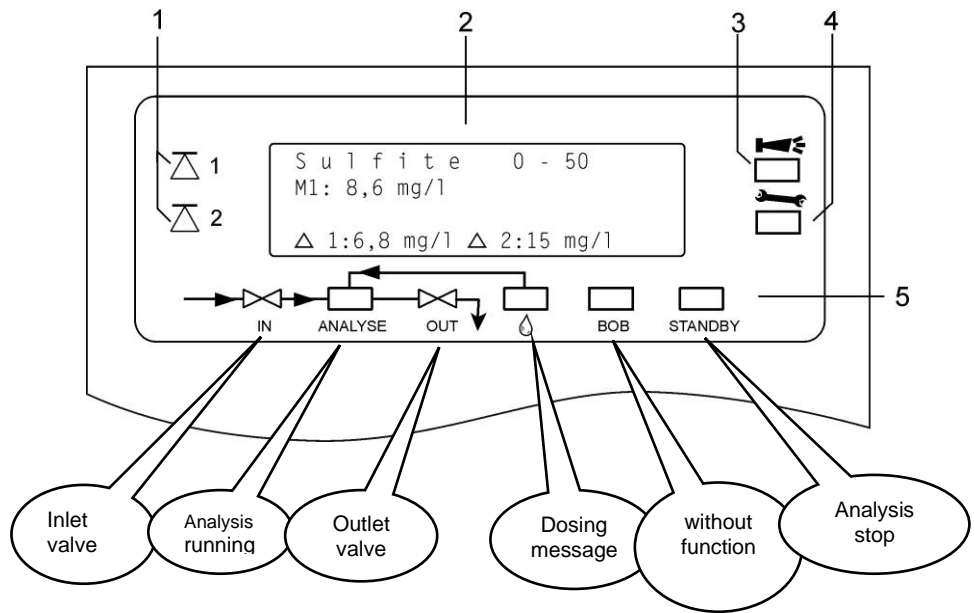 1
2
3
4
1
S u l f i t e 0 - 50
M1: 8,6 mg/l
2
△ 1:6,8 mg/l △ 2:15 mg/l
5
IN ANALYSE OUT BOB STANDBY
Inlet
valve
Analysis
running
Outlet
valve
Dosing
message
without
function
Analysis
stop